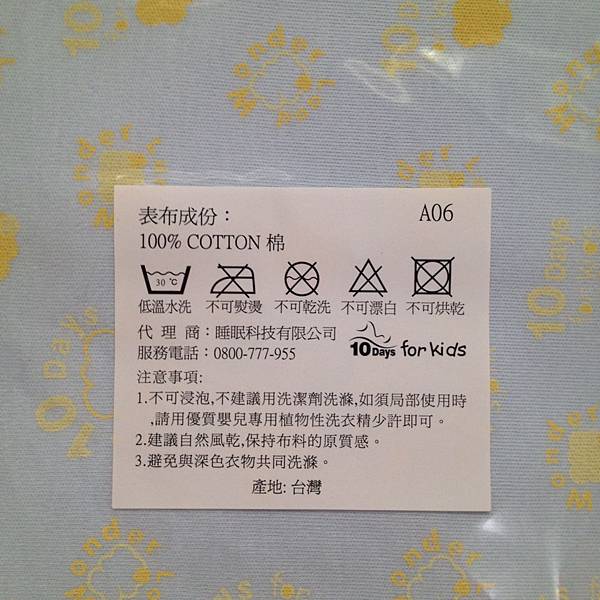 表布成份： A06
100% COTTON 棉
30 ℃
低溫水洗 不可熨燙 不可乾洗 不可漂白 不可烘乾
代 理 商：睡眠科技有限公司
服務電話：0800-777-955
10Days for kids
注意事項:
1.不可浸泡,不建議用洗潔劑洗滌,如須局部使用時
,請用優質嬰兒專用植物性洗衣精少許即可。
2.建議自然風乾,保持布料的原質感。
3.避免與深色衣物共同洗滌。
產地: 台灣